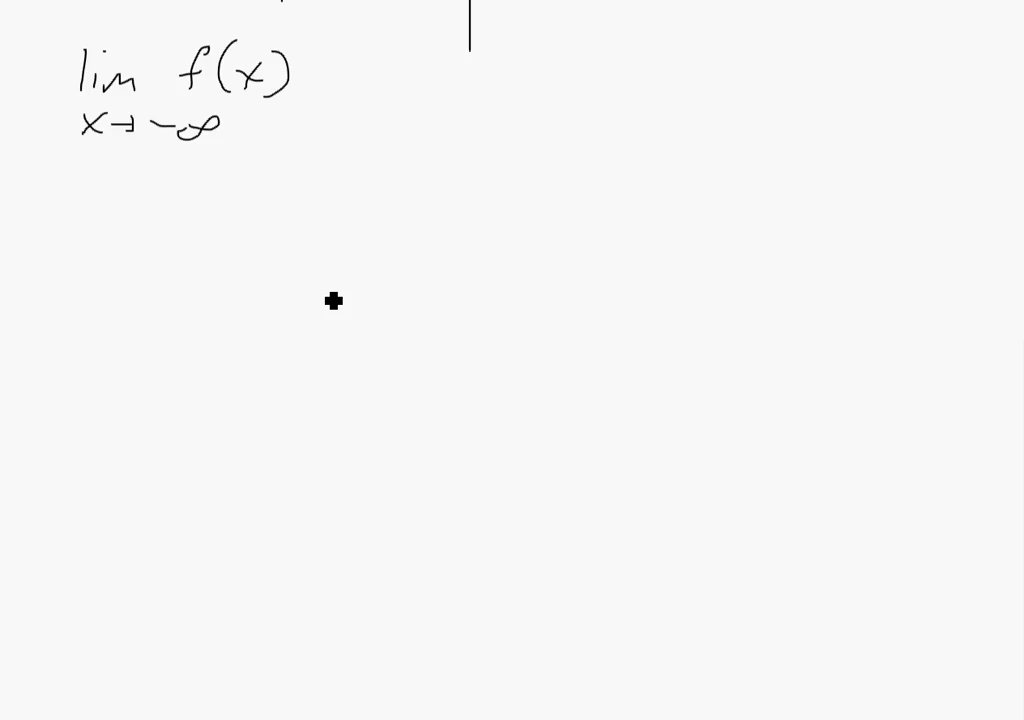 lim f(x)
x→ -∞